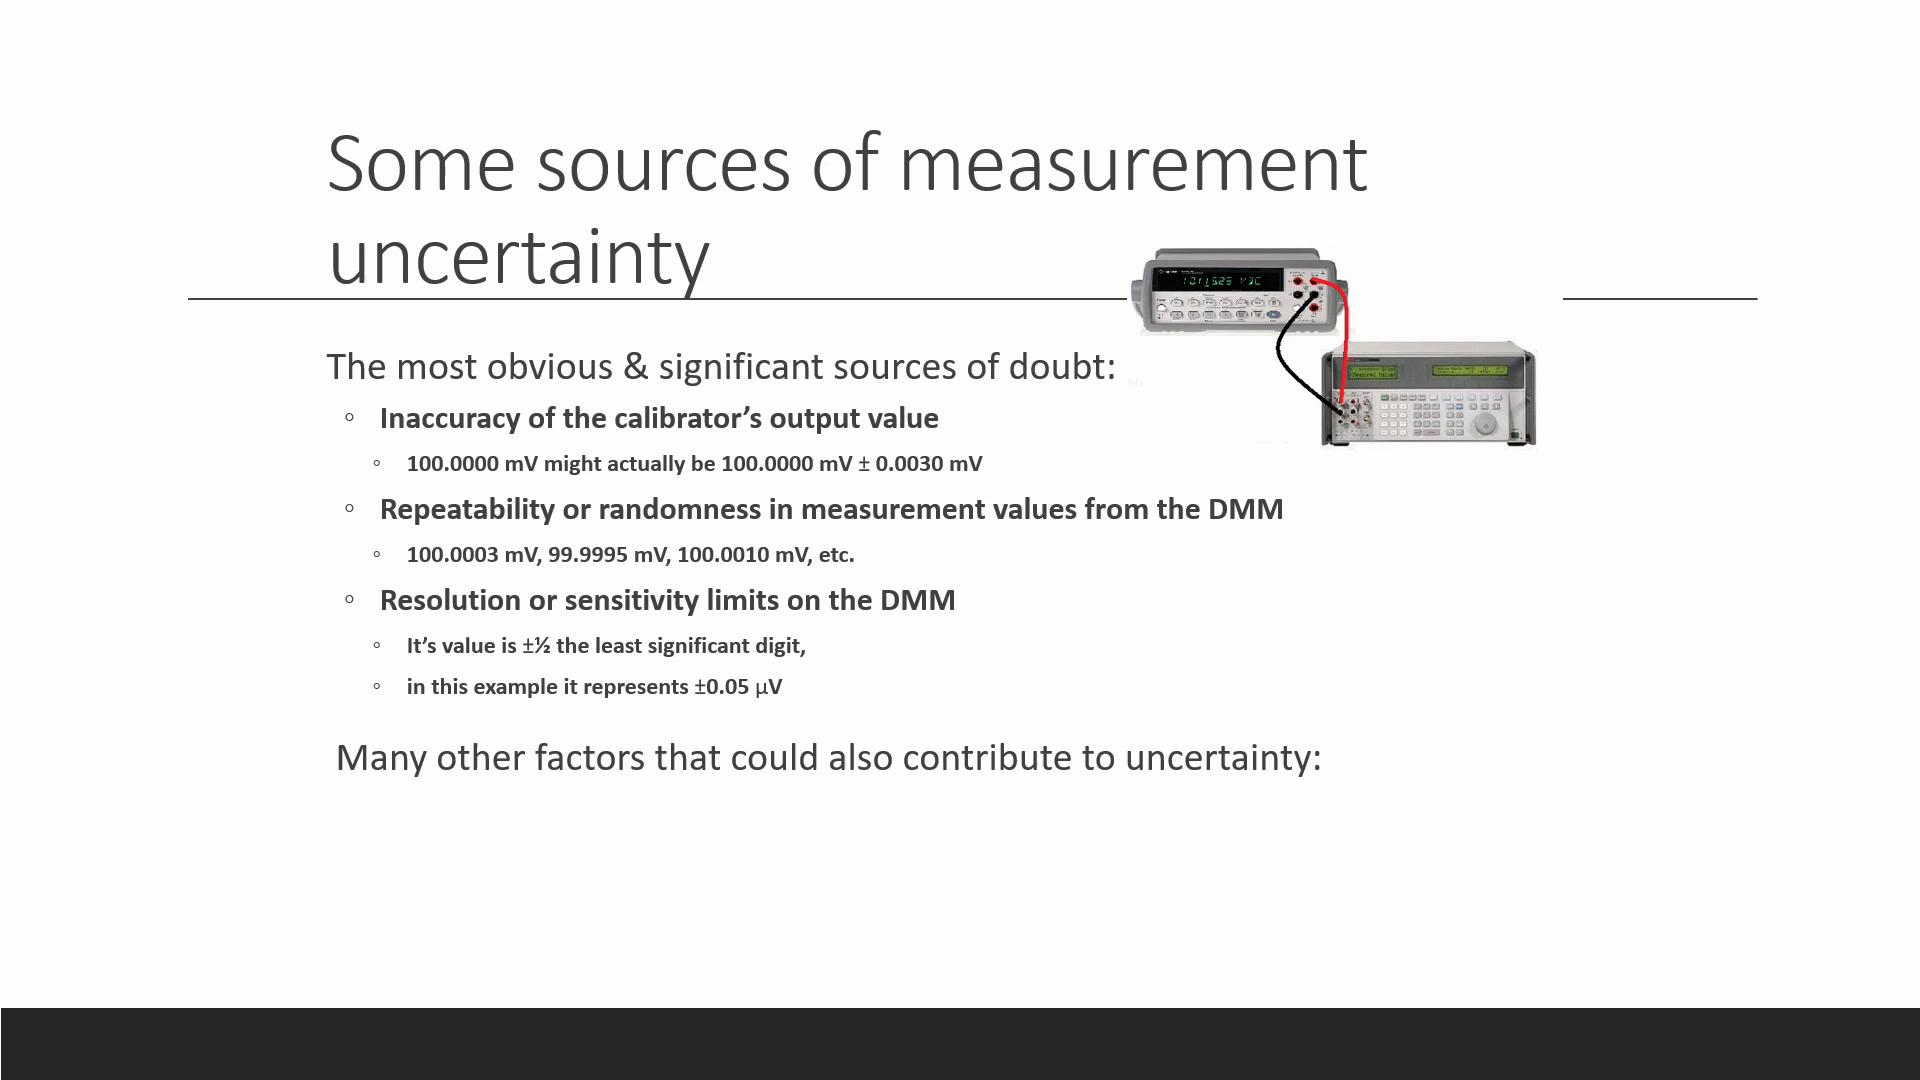 Some sources of measurement
uncertainty
The most obvious & significant sources of doubt:
◦ Inaccuracy of the calibrator’s output value
◦ 100.0000 mV might actually be 100.0000 mV ± 0.0030 mV
◦ Repeatability or randomness in measurement values from the DMM
◦ 100.0003 mV, 99.9995 mV, 100.0010 mV, etc.
◦ Resolution or sensitivity limits on the DMM
◦ It’s value is ±½ the least significant digit,
◦ in this example it represents ±0.05 µV
Many other factors that could also contribute to uncertainty: